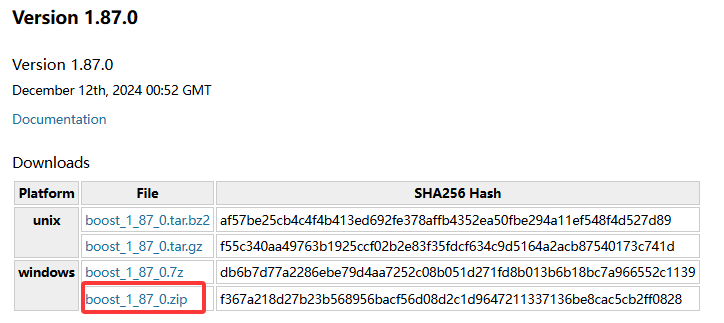 Version 1.87.0
Version 1.87.0
December 12th, 2024 00:52 GMT
Documentation
Downloads
Platform File SHA256 Hash
unix boost_1_87_0.tar.bz2 af57be25cb4c4f4b413ed692fe378affb4352ea50fbe294a11ef548f4d527d89
boost_1_87_0.tar.gz f55c340aa49763b1925ccf02b2e83f35fdcf634c9d5164a2acb87540173c741d
windows boost_1_87_0.7z db6b7d77a2286ebe79d4aa7252c08b051d271fd8b013b6b18bc7a966552c1139
boost_1_87_0.zip f367a218d27b23b568956bacf56d08d2c1d9647211337136be8cac5cb2ff0828